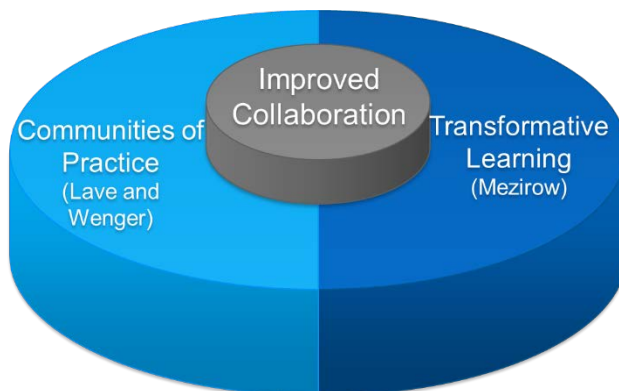 Improved
Collaboration
Communities of
Practice
(Lave and
Wenger)
Transformative
Learning
(Mezirow)